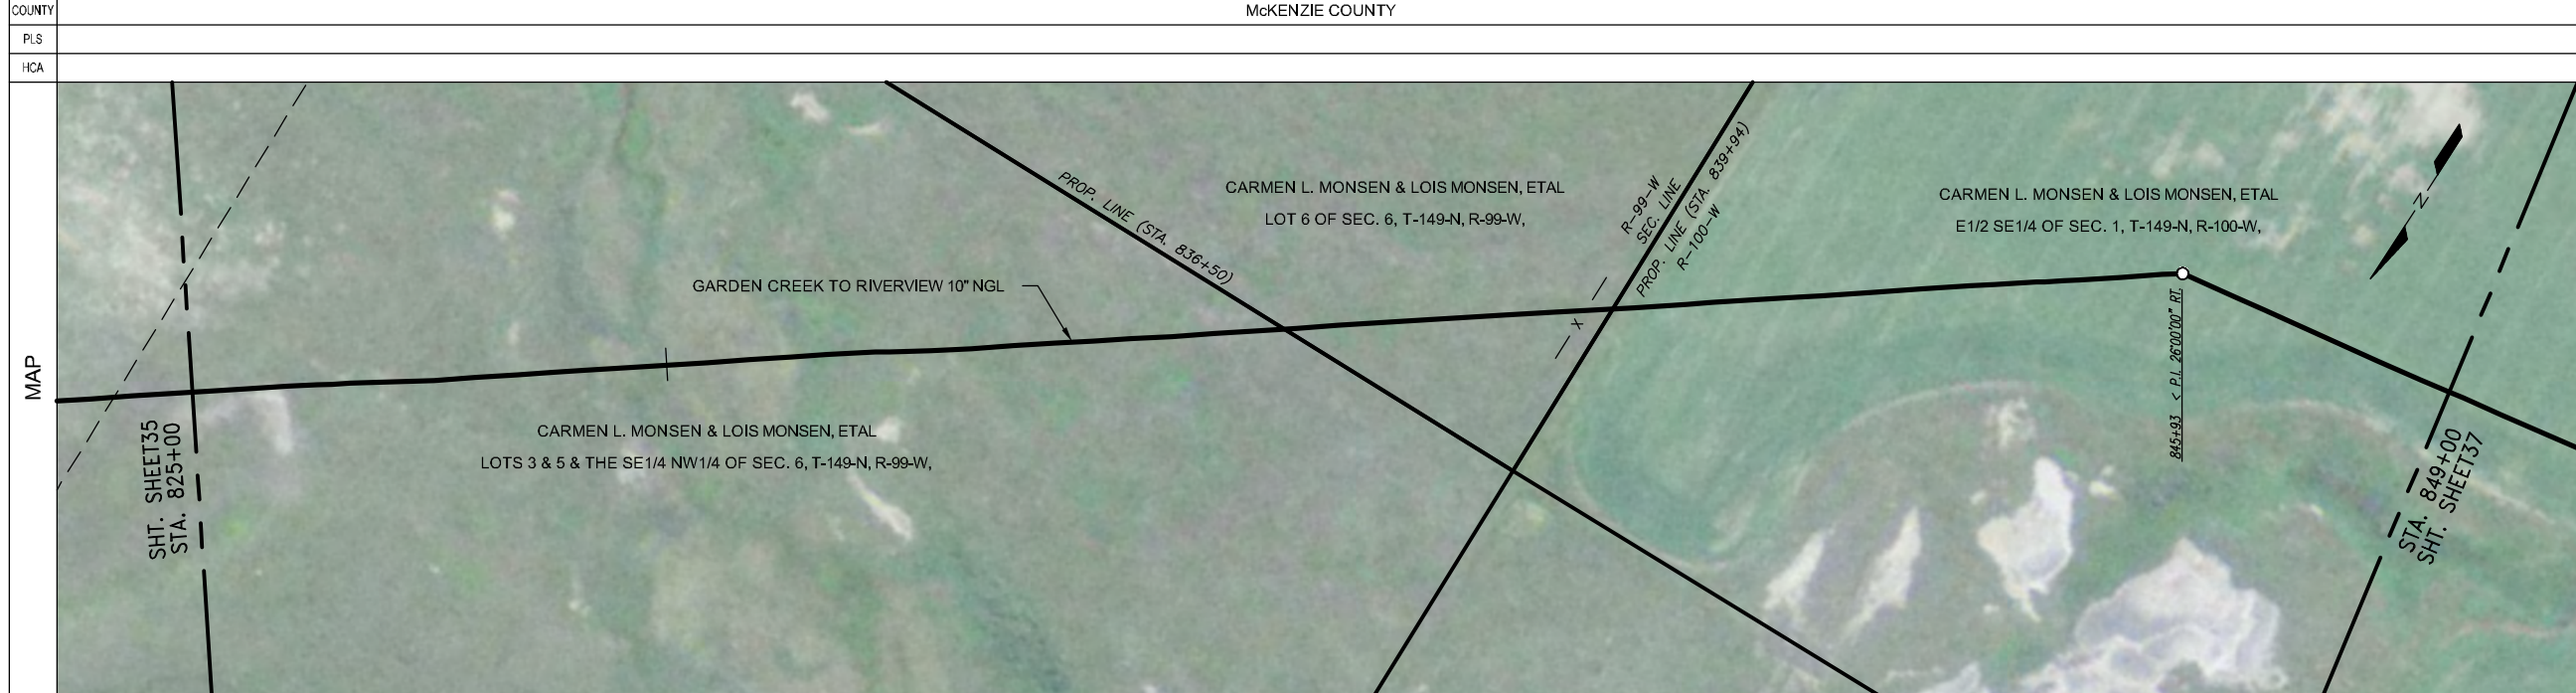 COUNTY
McKENZIE COUNTY
PLS
HCA
MAP
SHT. SHEET35
STA. 825+00
GARDEN CREEK TO RIVERVIEW 10" NGL
CARMEN L. MONSEN & LOIS MONSEN, ETAL
LOTS 3 & 5 & THE SE1/4 NW1/4 OF SEC. 6, T-149-N, R-99-W,
PROP. LINE (STA. 836+50)
CARMEN L. MONSEN & LOIS MONSEN, ETAL
LOT 6 OF SEC. 6, T-149-N, R-99-W,
X
R-99-W
SEC. LINE
PROP. LINE (STA. 839+94)
R-100-W
CARMEN L. MONSEN & LOIS MONSEN, ETAL
E1/2 SE1/4 OF SEC. 1, T-149-N, R-100-W,
845+93 < P.I. 26°00'00" RT.
N
STA. 849+00
SHT. SHEET37